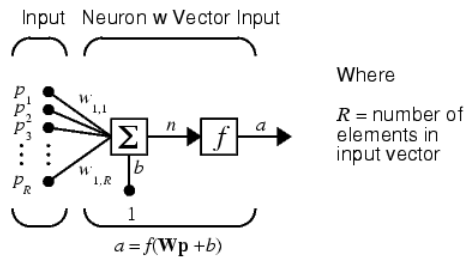 Input Neuron w Vector Input
p1
p2
p3
pR
w1,1
w1,R
Σ
n
f
a
b
1
a = f(Wp + b)
Where
R = number of
elements in
input vector